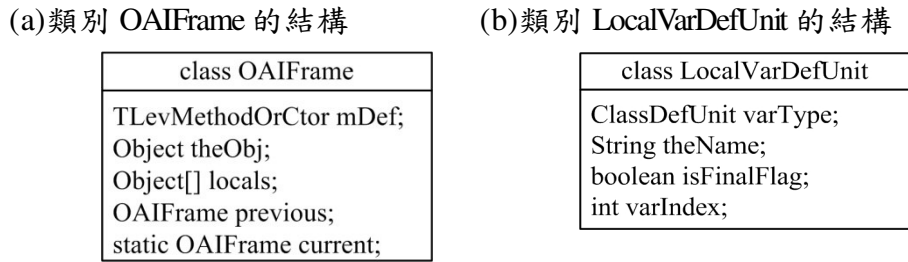 (a)類別 OAIFrame 的結構
class OAIFrame
TLevMethodOrCtor mDef;
Object theObj;
Object[] locals;
OAIFrame previous;
static OAIFrame current;
(b)類別 LocalVarDefUnit 的結構
class LocalVarDefUnit
ClassDefUnit varType;
String theName;
boolean isFinalFlag;
int varIndex;